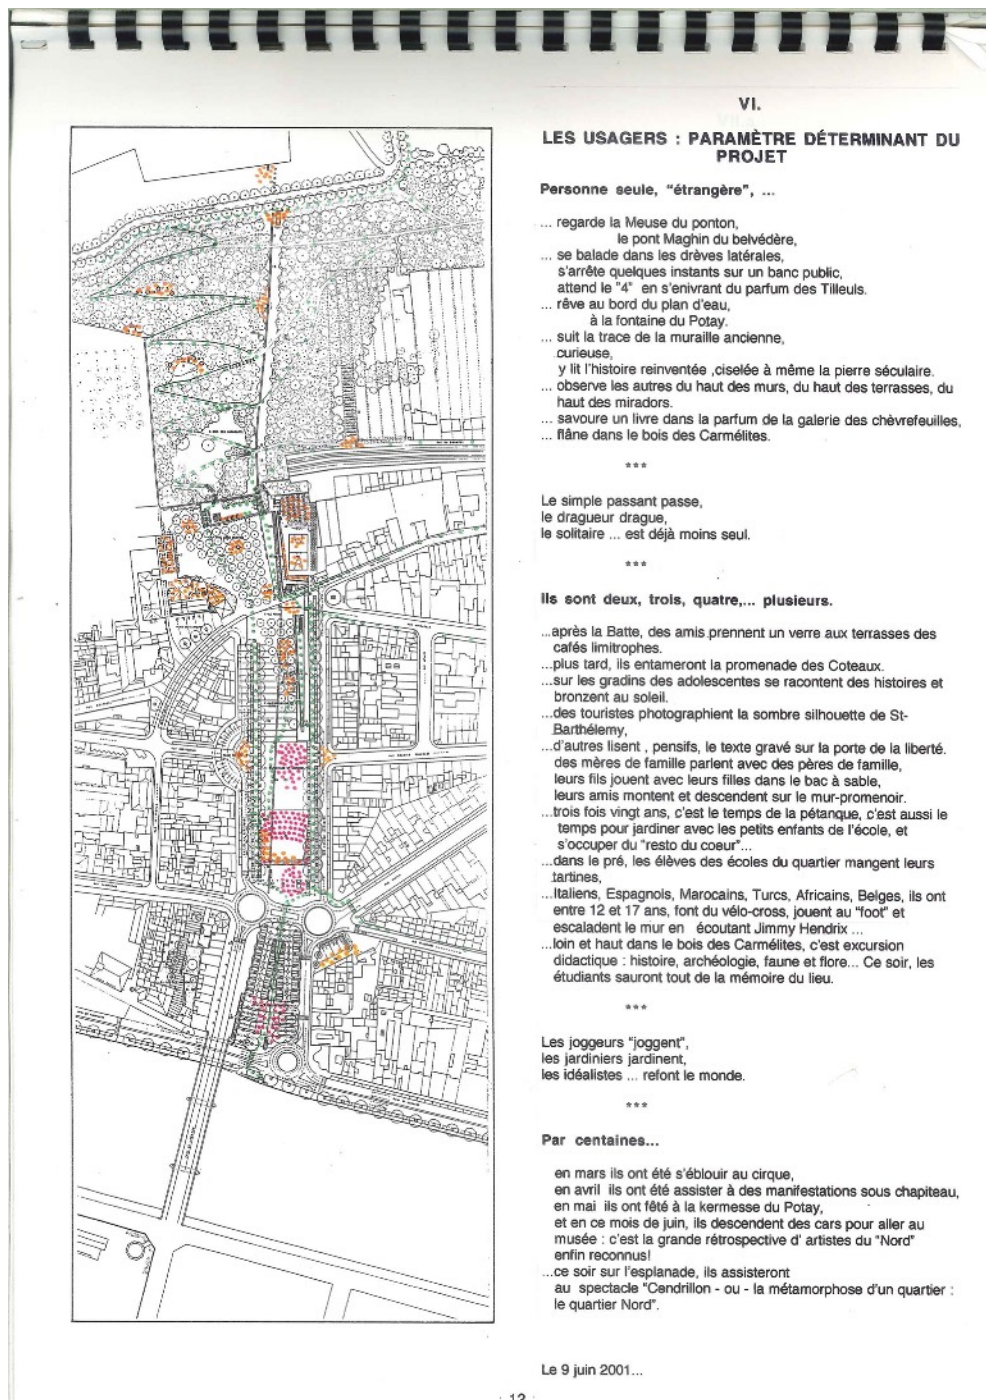 VI.
LES USAGERS : PARAMÈTRE DÉTERMINANT DU
PROJET
Personne seule, "étrangère", ...
... regarde la Meuse du ponton,
le pont Maghin du belvédère,
... se balade dans les drèves latérales,
s'arrête quelques instants sur un banc public,
attend le "4" en s'enivrant du parfum des Tilleuls.
... rêve au bord du plan d'eau,
à la fontaine du Potay.
... suit la trace de la muraille ancienne,
curieuse,
y lit l'histoire reinventée ,ciselée à même la pierre séculaire.
... observe les autres du haut des murs, du haut des terrasses, du
haut des miradors.
... savoure un livre dans la parfum de la galerie des chèvrefeuilles,
... flâne dans le bois des Carmélites.
***
Le simple passant passe,
le dragueur drague,
le solitaire ... est déjà moins seul.
***
Ils sont deux, trois, quatre,... plusieurs.
...après la Batte, des amis prennent un verre aux terrasses des
cafés limitrophes.
...plus tard, ils entameront la promenade des Coteaux.
...sur les gradins des adolescentes se racontent des histoires et
bronzent au soleil.
...des touristes photographient la sombre silhouette de St-
Barthélemy,
...d'autres lisent , pensifs, le texte gravé sur la porte de la liberté.
des mères de famille parlent avec des pères de famille,
leurs fils jouent avec leurs filles dans le bac à sable,
leurs amis montent et descendent sur le mur-promenoir.
...trois fois vingt ans, c'est le temps de la pétanque, c'est aussi le
temps pour jardiner avec les petits enfants de l'école, et
s'occuper du "resto du coeur"...
...dans le pré, les élèves des écoles du quartier mangent leurs
tartines,
...Italiens, Espagnols, Marocains, Turcs, Africains, Belges, ils ont
entre 12 et 17 ans, font du vélo-cross, jouent au "foot" et
escaladent le mur en écoutant Jimmy Hendrix ...
...loin et haut dans le bois des Carmélites, c'est excursion
didactique : histoire, archéologie, faune et flore... Ce soir, les
étudiants sauront tout de la mémoire du lieu.
***
Les joggeurs "joggent",
les jardiniers jardinent,
les idéalistes ... refont le monde.
***
Par centaines...
en mars ils ont été s'éblouir au cirque,
en avril ils ont été assister à des manifestations sous chapiteau,
en mai ils ont fêté à la kermesse du Potay,
et en ce mois de juin, ils descendent des cars pour aller au
musée : c'est la grande rétrospective d' artistes du "Nord"
enfin reconnus!
...ce soir sur l'esplanade, ils assisteront
au spectacle "Cendrillon - ou - la métamorphose d'un quartier :
le quartier Nord".
Le 9 juin 2001...